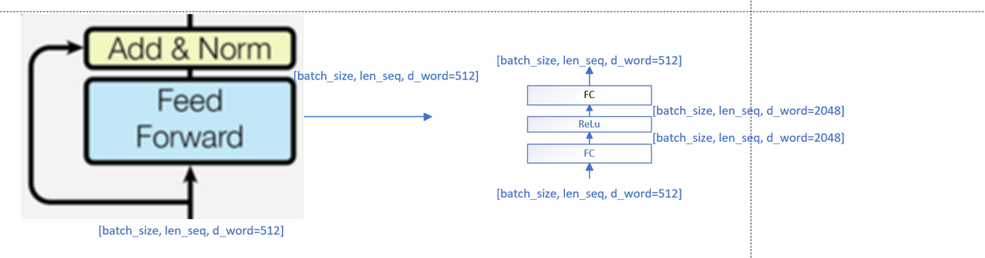 Add & Norm
[batch_size, len_seq, d_word=512]
Feed
Forward
[batch_size, len_seq, d_word=512]
[batch_size, len_seq, d_word=512]
FC
[batch_size, len_seq, d_word=2048]
ReLu
[batch_size, len_seq, d_word=2048]
FC
[batch_size, len_seq, d_word=512]